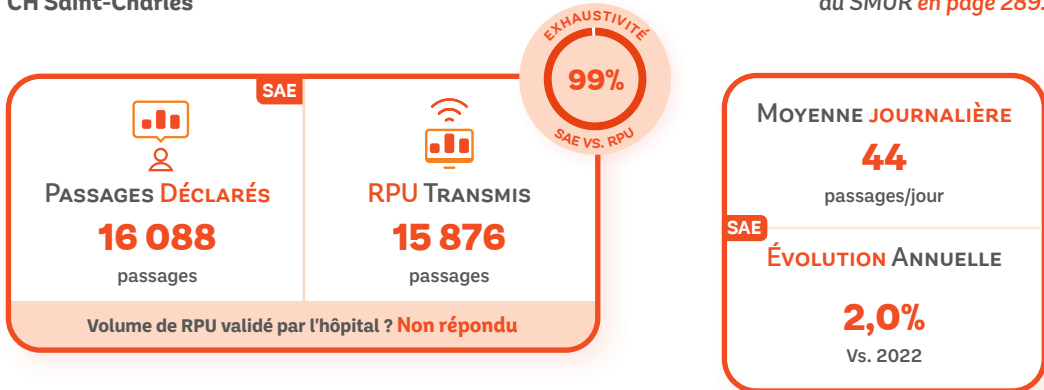 CH Saint-Charles
du SMUR en page 289.
EXHAUSTIVITÉ
99%
SAE VS. RPU
SAE
PASSAGES DÉCLARÉS
16 088
passages
RPU TRANSMIS
15 876
passages
Volume de RPU validé par l'hôpital ? Non répondu
MOYENNE JOURNALIÈRE
44
passages/jour
SAE
ÉVOLUTION ANNUELLE
2,0%
Vs. 2022